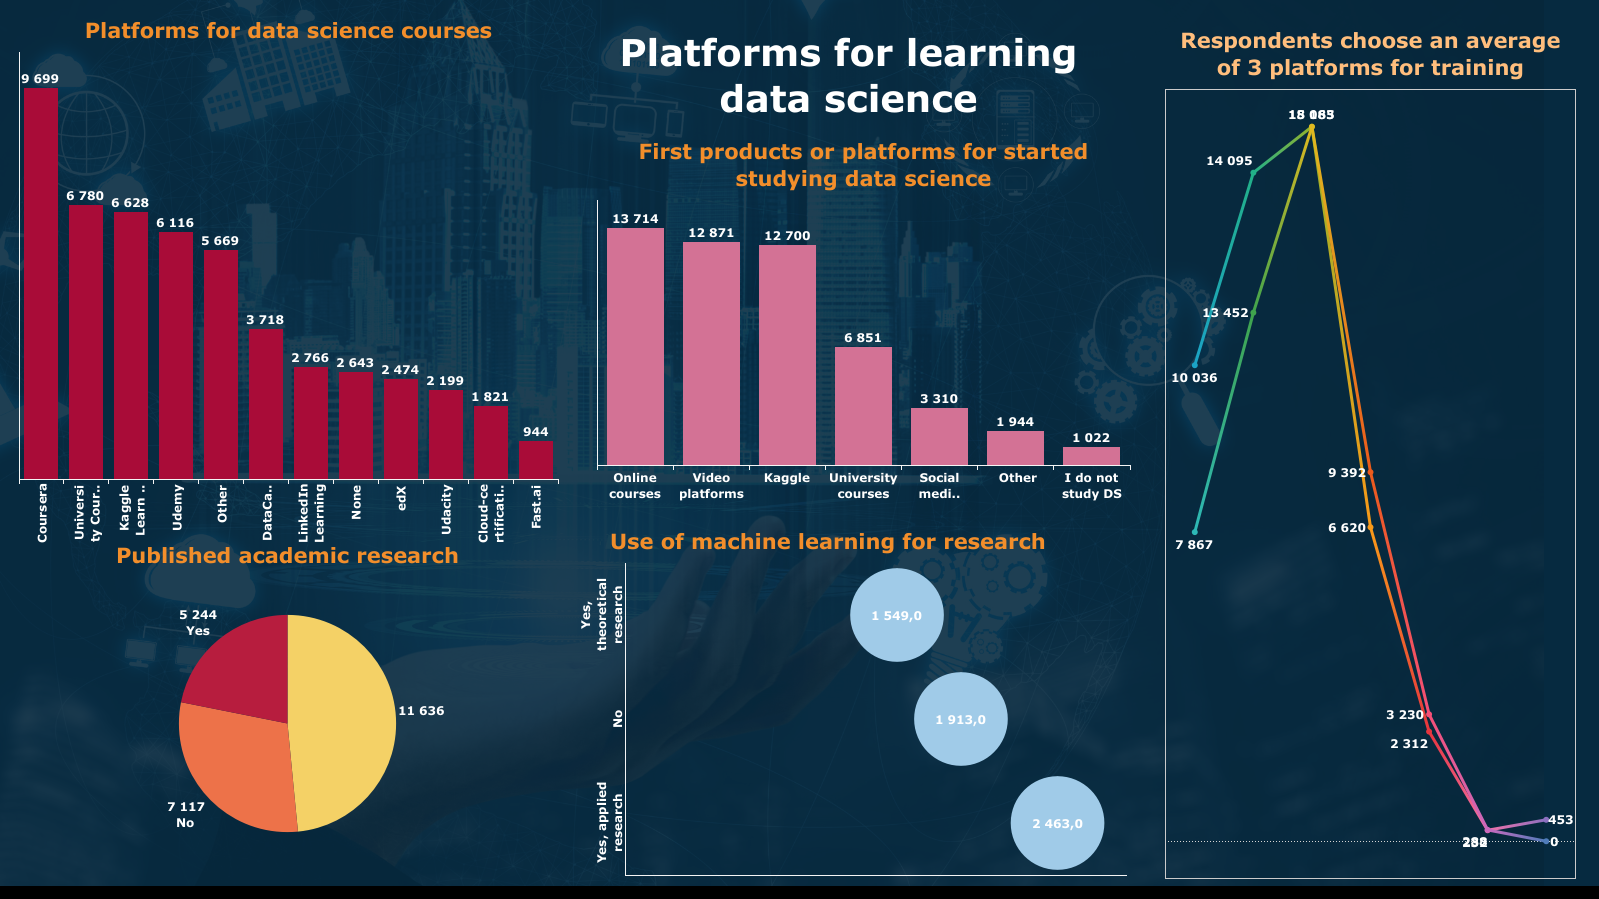 Platforms for data science courses
9 699
6 780
6 628
6 116
5 669
3 718
2 766
2 643
2 474
2 199
1 821
944
Coursera
Universi
ty Cour..
Kaggle
Learn ..
Udemy
Other
DataCa..
LinkedIn
Learning
None
edX
Udacity
Cloud-ce
rtificati..
Fast.ai
Platforms for learning
data science
First products or platforms for started
studying data science
13 714
12 871
12 700
6 851
3 310
1 944
1 022
Online
courses
Video
platforms
Kaggle
University
courses
Social
medi..
Other
I do not
study DS
Published academic research
5 244
Yes
11 636
7 117
No
Use of machine learning for research
Yes,
theoretical
research
1 549,0
No
1 913,0
Yes, applied
research
2 463,0
Respondents choose an average
of 3 platforms for training
14 095
13 452
10 036
7 867
9 392
6 620
3 230
2 312
453
0